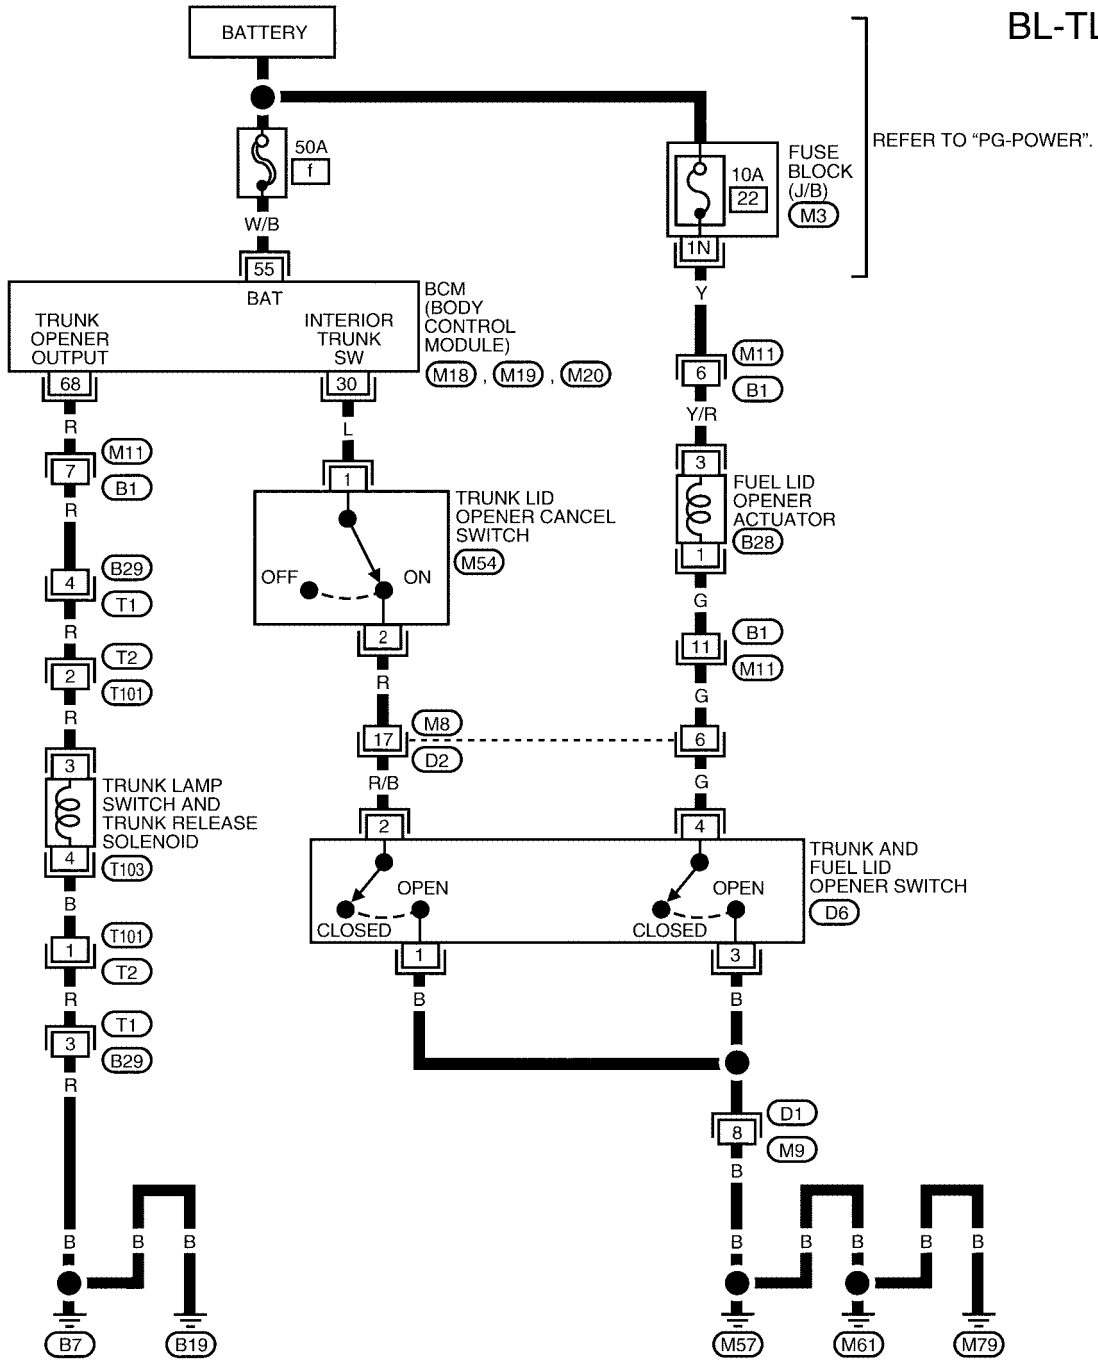 BL-TL
BATTERY
REFER TO “PG-POWER”.
50A
f
W/B
55
10A
22
FUSE
BLOCK
(J/B)
M3
1N
Y
BAT
TRUNK
OPENER
OUTPUT
INTERIOR
TRUNK
SW
BCM
(BODY
CONTROL
MODULE)
M18 , M19 , M20
68
30
R
L
7
M11
B1
R
4
B29
T1
R
2
T2
T101
R
3
TRUNK LAMP
SWITCH AND
TRUNK RELEASE
SOLENOID
4
T103
B
1
T101
T2
R
3
T1
B29
R
B
B
B
B7
B19
1
TRUNK LID
OPENER CANCEL
SWITCH
M54
OFF
ON
2
R
17
M8
D2
R/B
2
6
M11
B1
Y/R
3
FUEL LID
OPENER
ACTUATOR
B28
1
G
11
B1
M11
G
6
G
4
TRUNK AND
FUEL LID
OPENER SWITCH
D6
OPEN
CLOSED
OPEN
CLOSED
1
3
B
B
8
D1
M9
B
B
B
B
B
B
M57
M61
M79